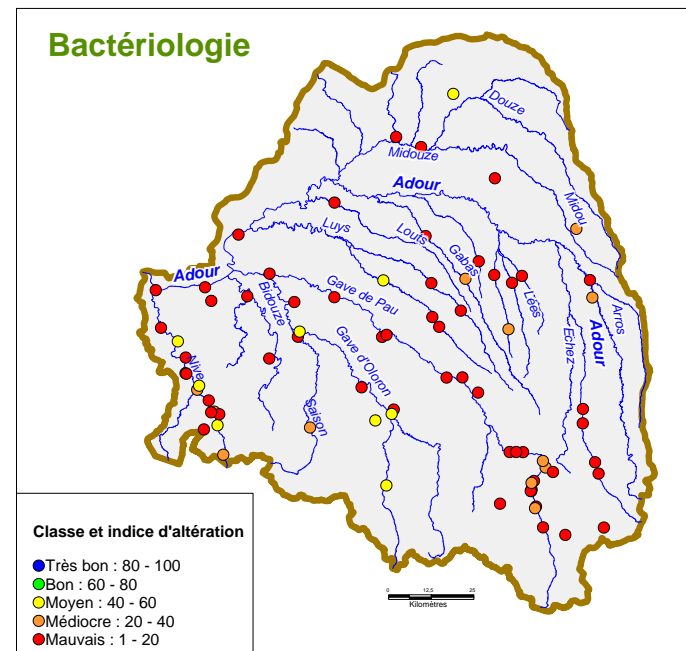 Bactériologie
Douze
Midouze
Adour
Midou
Luys
Louts
Gabas
Adour
Bidouze
Gave de Pau
Lées
Echez
Adour
Arros
Nive
Gave d'Oloron
Saison
Classe et indice d'altération
Très bon : 80 - 100
Bon : 60 - 80
Moyen : 40 - 60
Médiocre : 20 - 40
Mauvais : 1 - 20
0 12,5 25
Kilomètres